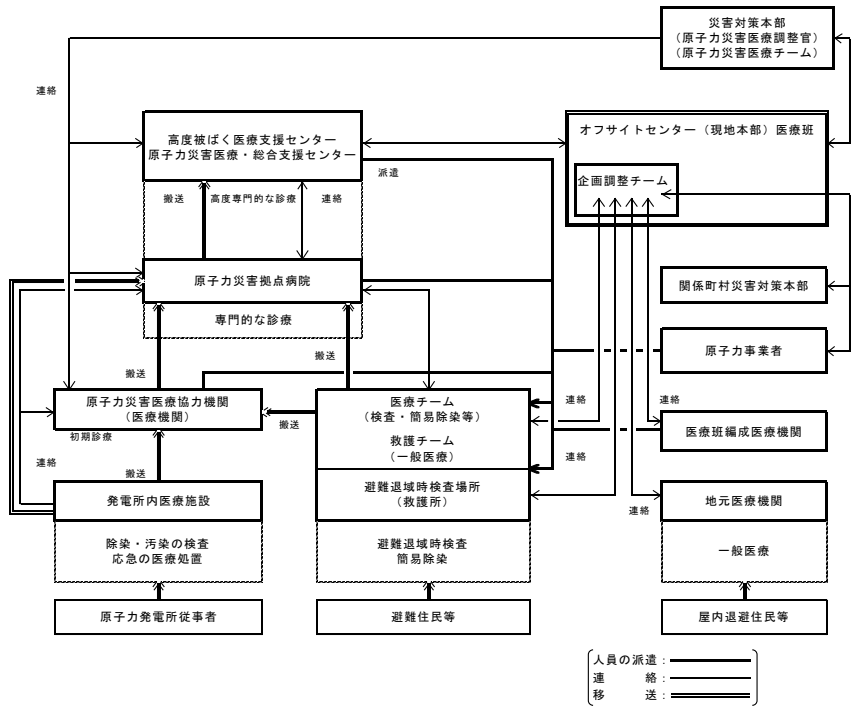 災害対策本部
（原子力災害医療調整官）
（原子力災害医療チーム）
連絡
高度被ばく医療支援センター
原子力災害医療・総合支援センター
オフサイトセンター（現地本部）医療班
派遣
企画調整チーム
搬送
高度専門的な診療
連絡
原子力災害拠点病院
関係町村災害対策本部
専門的な診療
原子力事業者
搬送
搬送
原子力災害医療協力機関
（医療機関）
医療チーム
（検査・簡易除染等）
連絡
連絡
搬送
医療班編成医療機関
初期診療
救護チーム
（一般医療）
連絡
連絡
搬送
発電所内医療施設
避難退域時検査場所
（救護所）
地元医療機関
連絡
除染・汚染の検査
応急の医療処置
避難退域時検査
簡易除染
一般医療
原子力発電所従事者
避難住民等
屋内退避住民等
人員の派遣：
連　　絡：
移　　送：